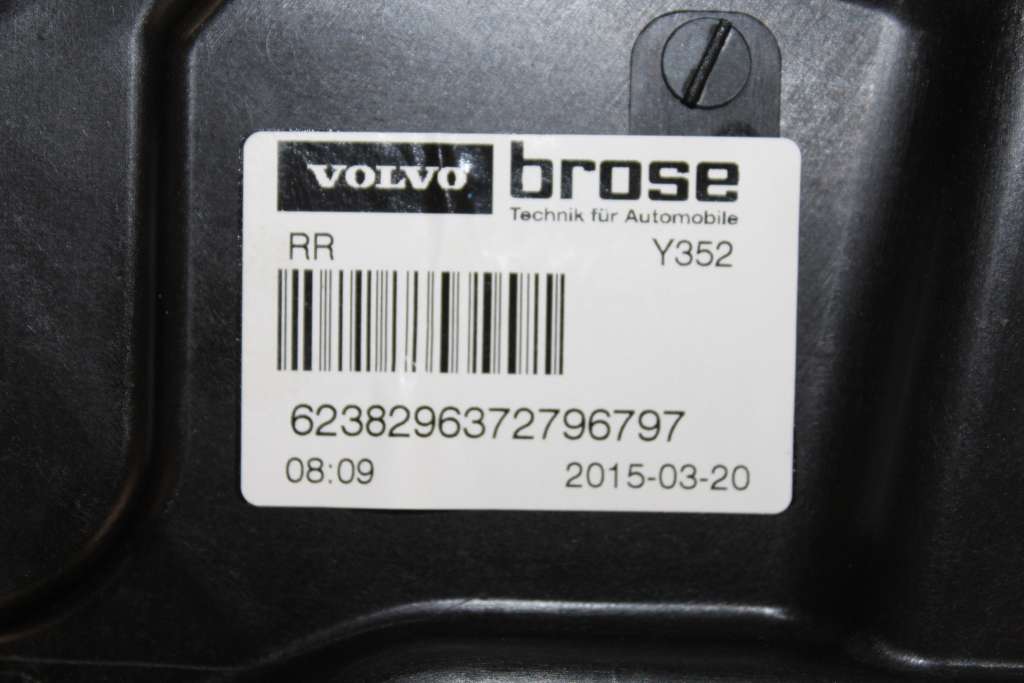 VOLVO brose
Technik für Automobile
RR Y352
6238296372796797
08:09 2015-03-20